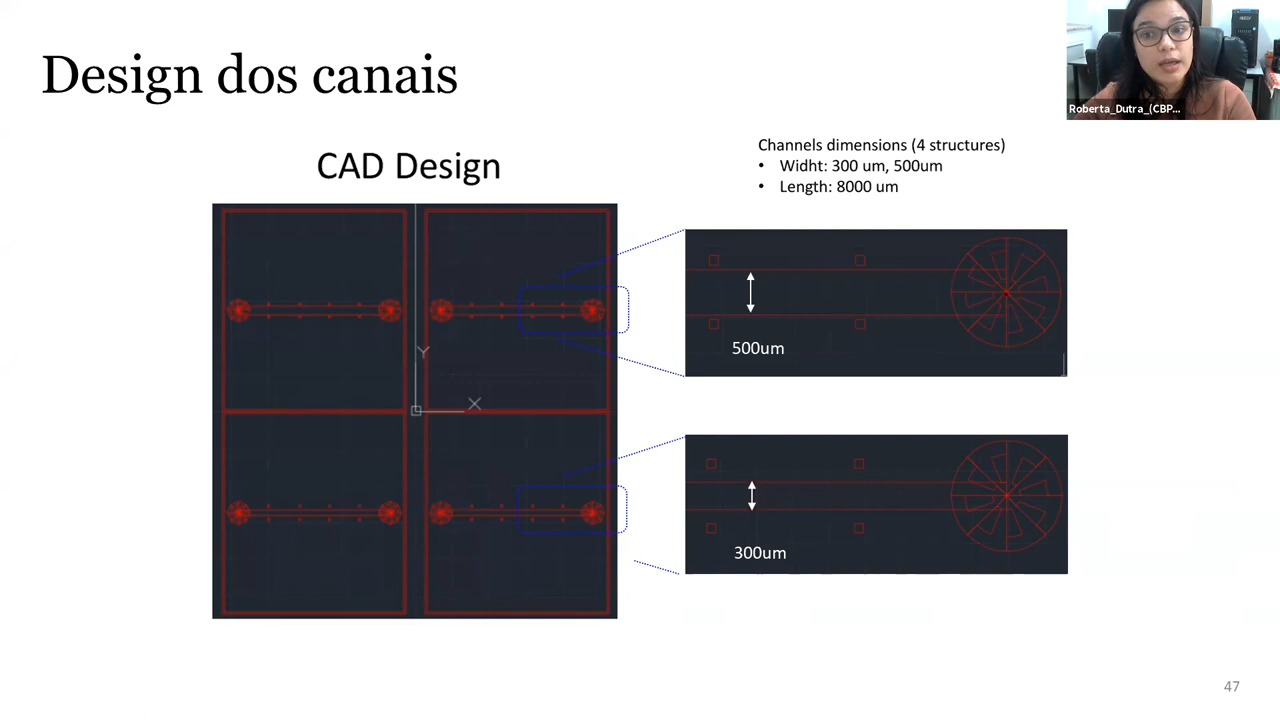 Design dos canais
Roberta_Dutra_(CBP...
CAD Design
Channels dimensions (4 structures)
• Widht: 300 um, 500um
• Length: 8000 um
Y
X
500um
300um
47